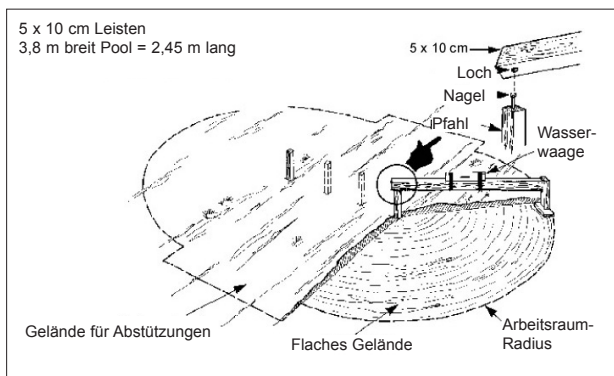 5 x 10 cm Leisten
3,8 m breit Pool = 2,45 m lang
5 x 10 cm
Loch
Nagel
Pfahl
Wasser-
waage
Gelände für Abstützungen
Flaches Gelände
Arbeitsraum-
Radius